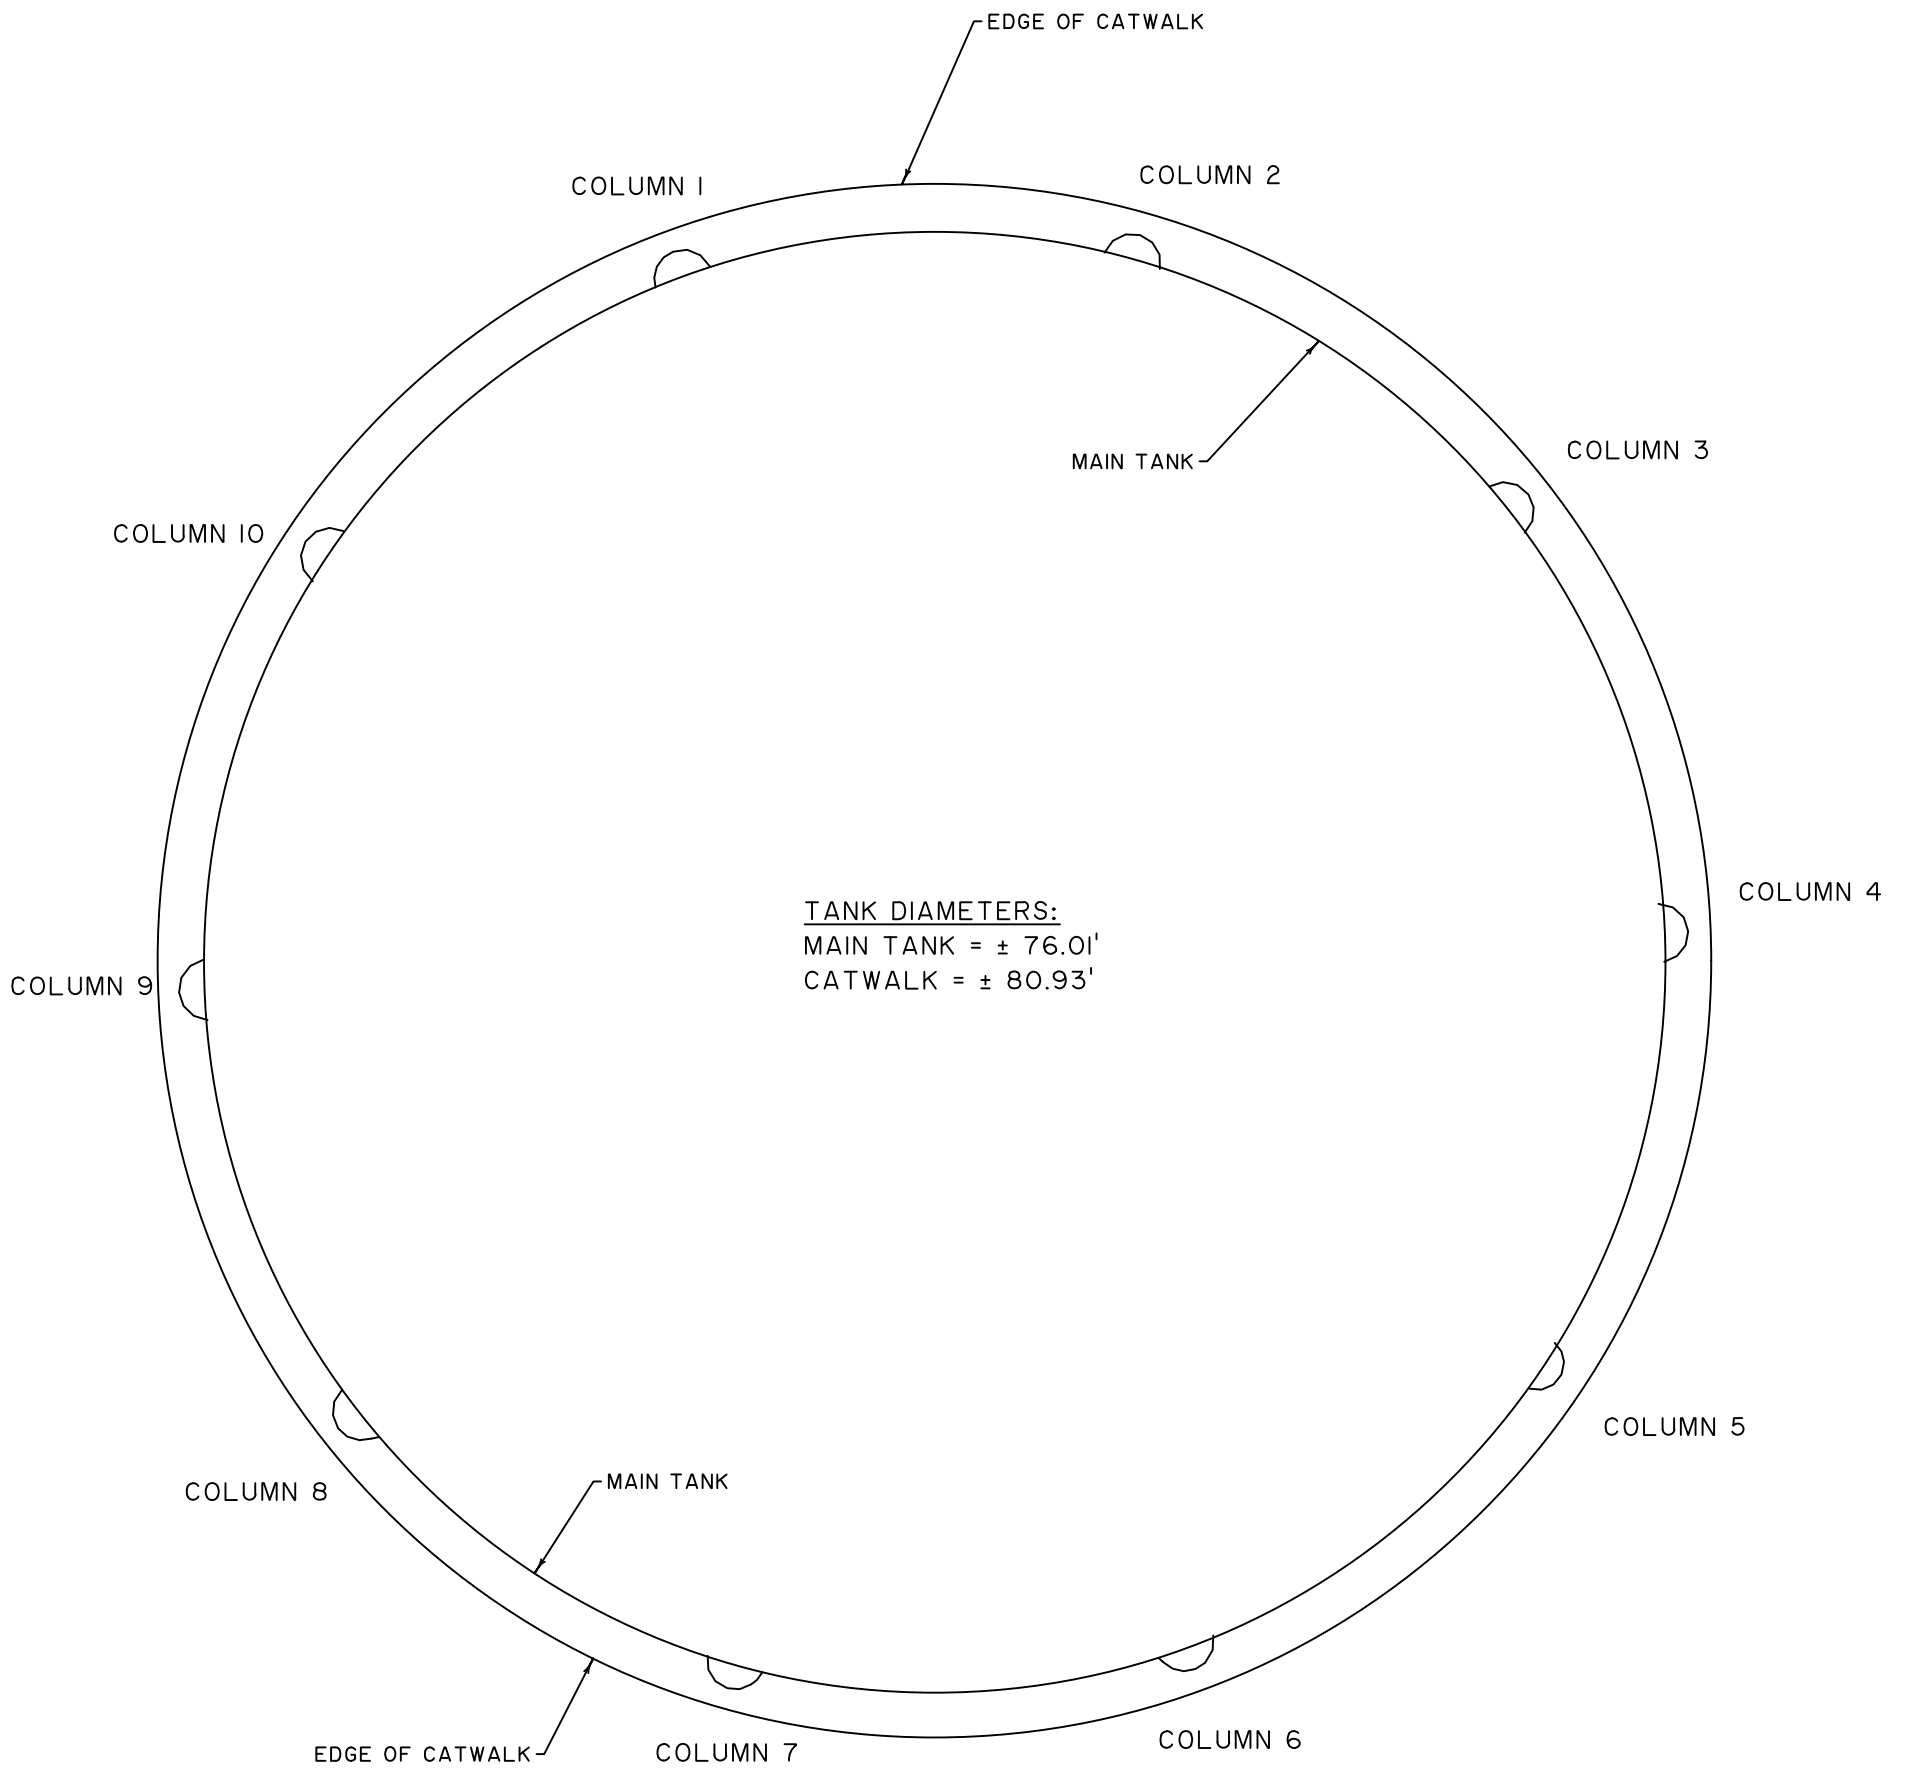 EDGE OF CATWALK
COLUMN 2
COLUMN 1
COLUMN 3
MAIN TANK
COLUMN 10
COLUMN 4
TANK DIAMETERS:
MAIN TANK = ± 76.01'
CATWALK = ± 80.93'
COLUMN 9
COLUMN 5
MAIN TANK
COLUMN 8
COLUMN 6
COLUMN 7
EDGE OF CATWALK